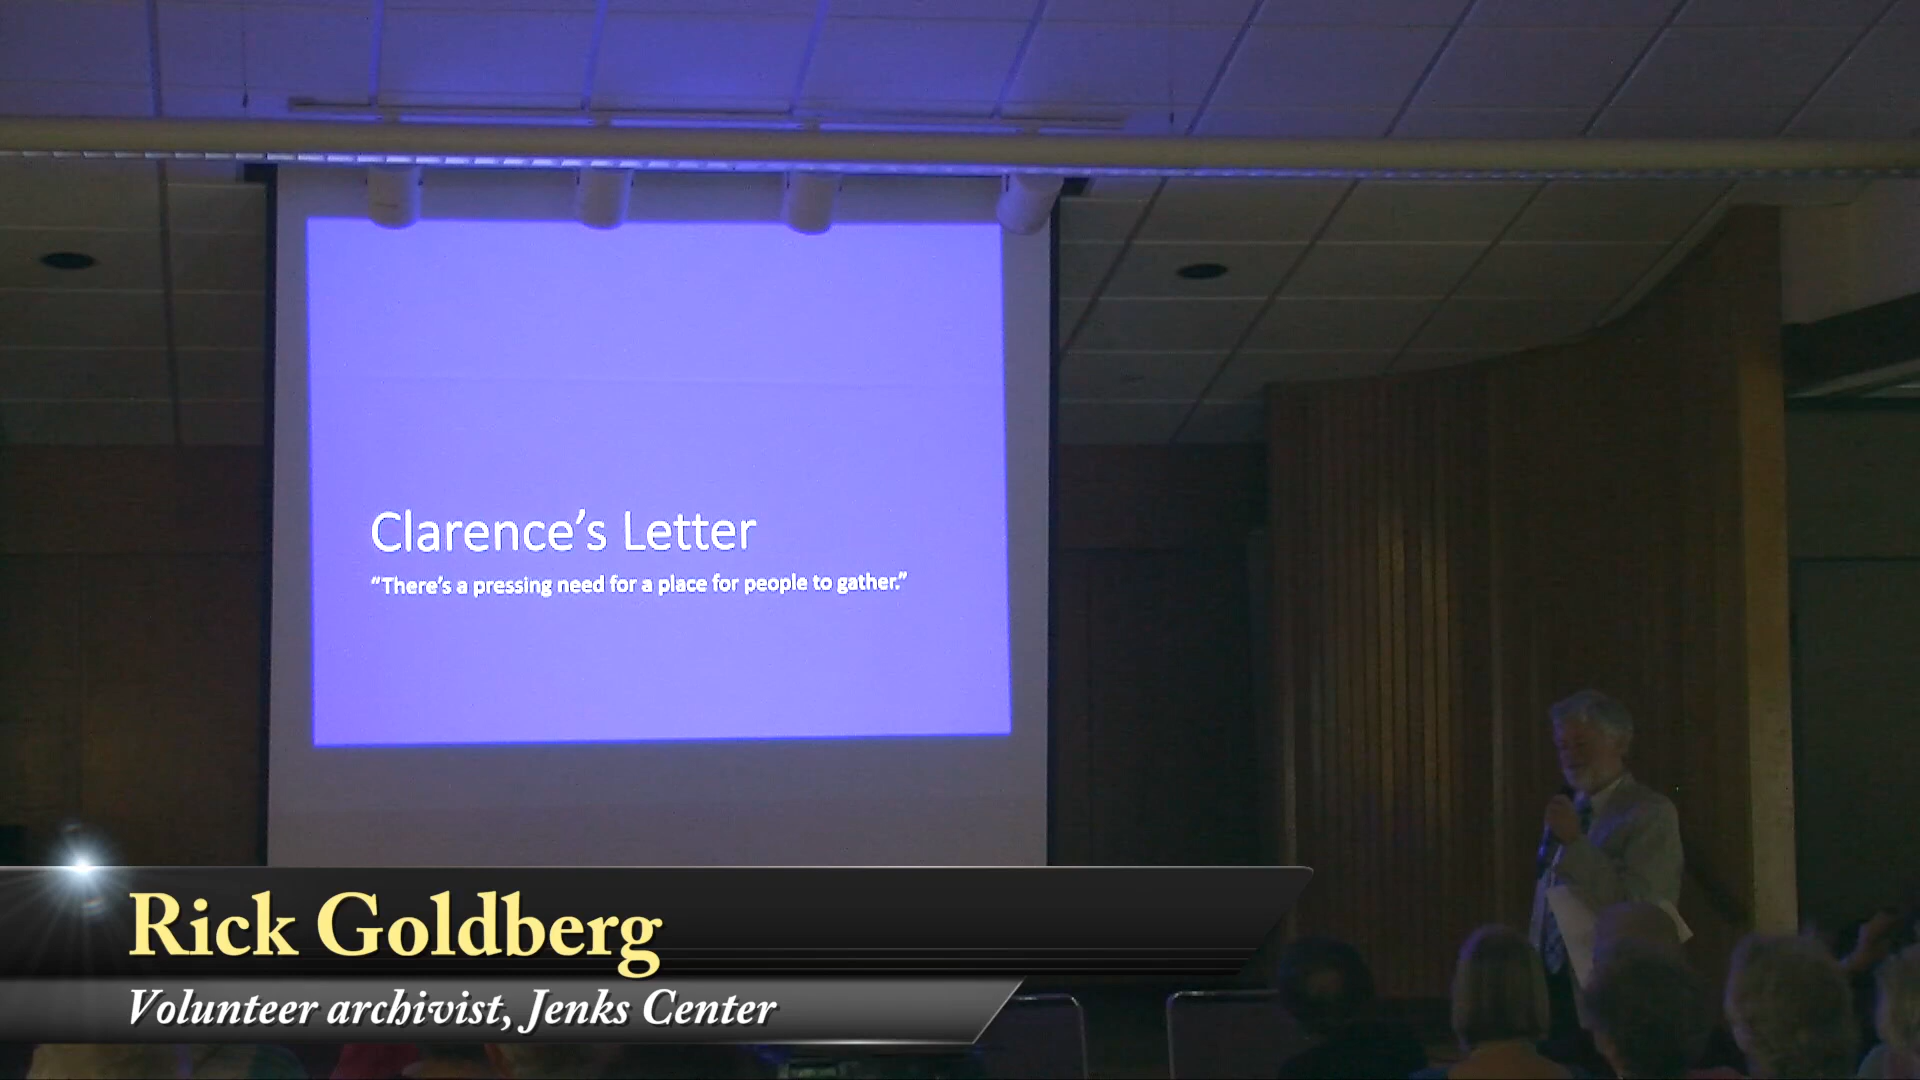 Clarence’s Letter
“There’s a pressing need for a place for people to gather.”
Rick Goldberg
Volunteer archivist, Jenks Center